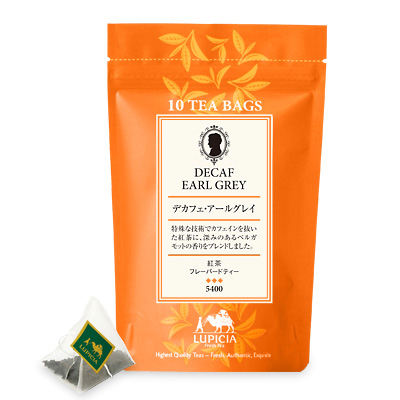 10 TEA BAGS
DECAF
EARL GREY
デカフェ・アールグレイ
特殊な技術でカフェインを抜い
た紅茶に、深みのあるベルガ
モットの香りをブレンドしました。
紅茶
フレーバードティー
5400
LUPICIA
Fresh Tea
Highest Quality Teas – Fresh, Authentic, Exquisite
LUPICIA